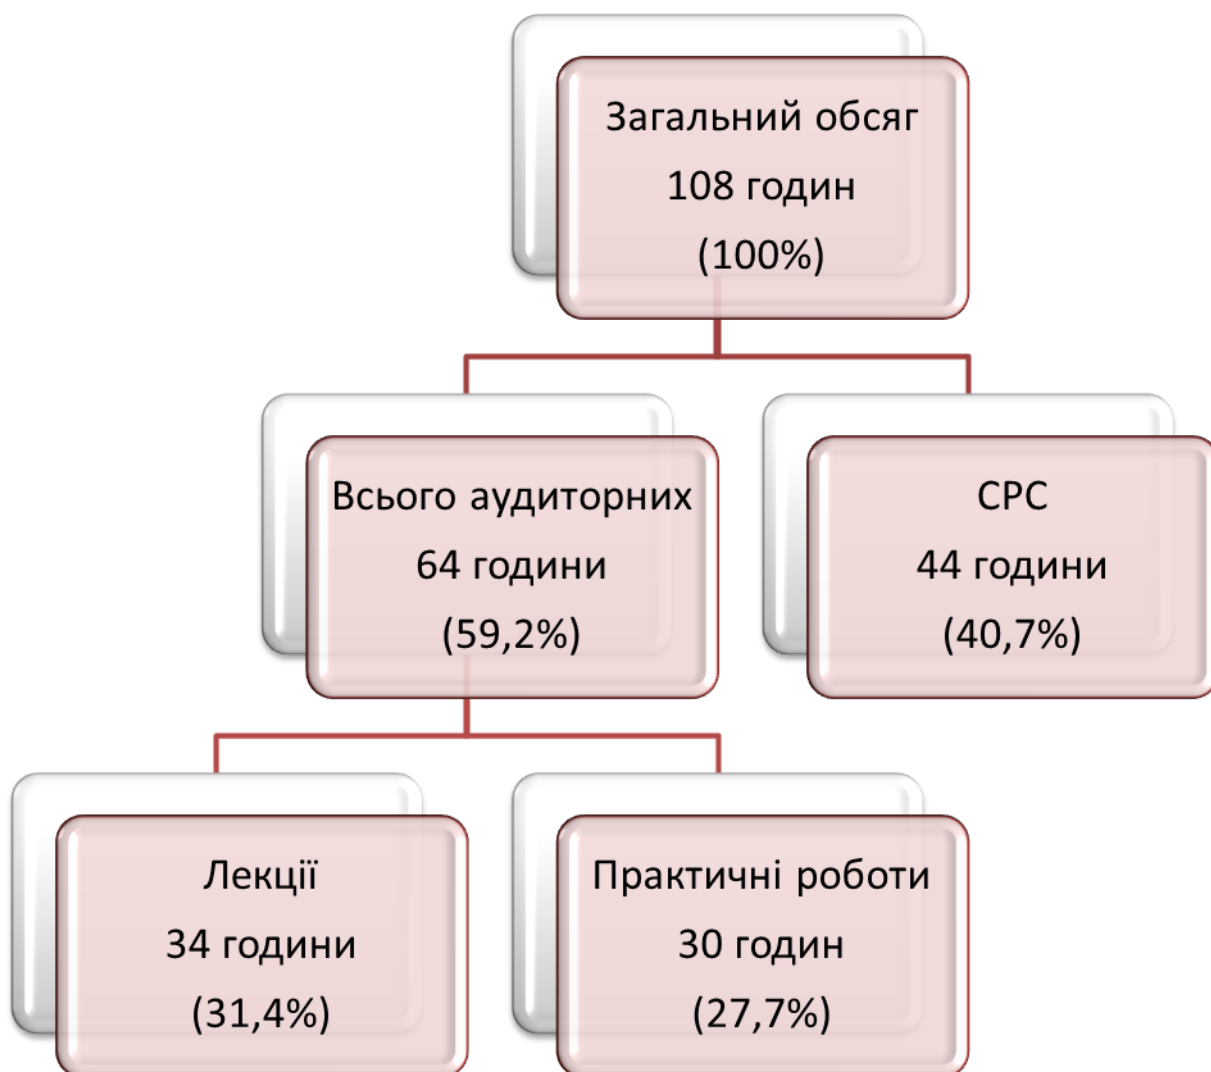 Загальний обсяг
108 годин
(100%)
Всього аудиторних
64 години
(59,2%)
СРС
44 години
(40,7%)
Лекції
34 години
(31,4%)
Практичні роботи
30 годин
(27,7%)